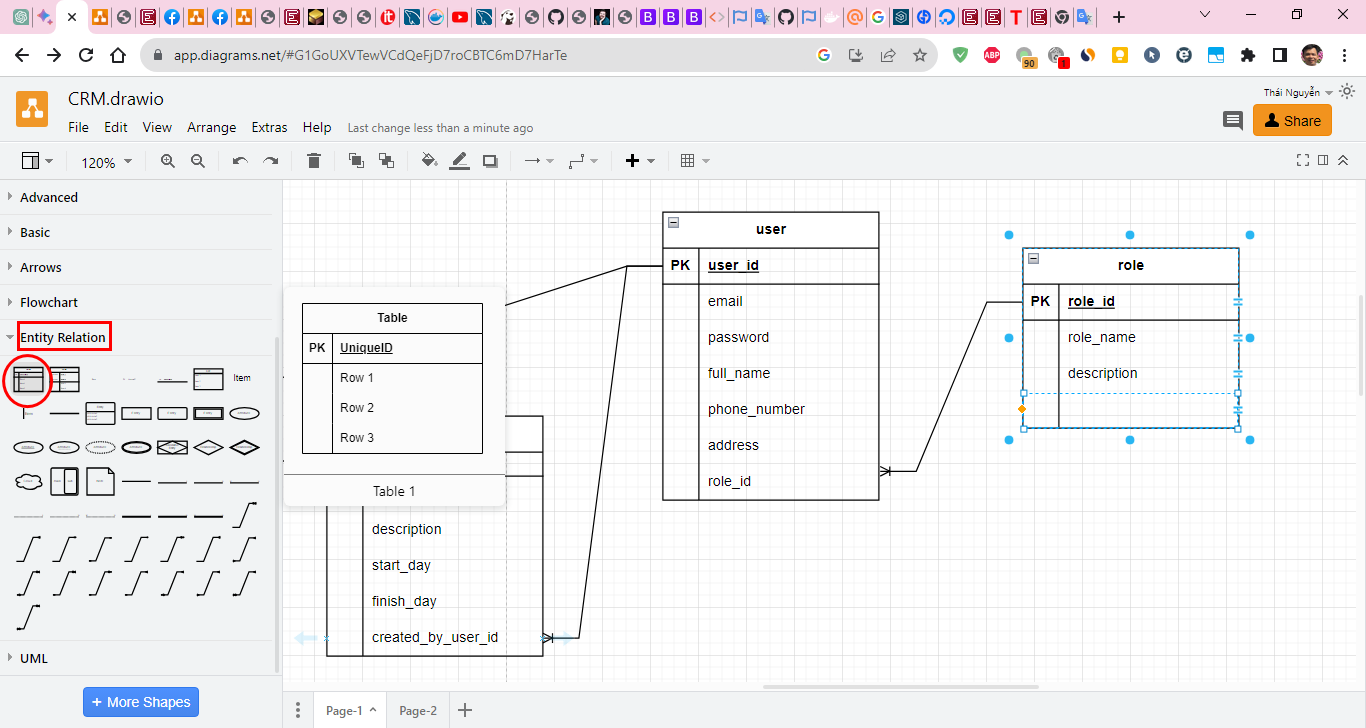 app.diagrams.net/#G1GoUXVTewVCdQeFjD7roCBTC6mD7HarTe
ABP
90
1
CRM.drawio
File Edit View Arrange Extras Help Last change less than a minute ago
Thái Nguyễn
Share
120%
Advanced
Basic
Arrows
Flowchart
Entity Relation
Item
UML
+ More Shapes
Table
PK UniqueID
Row 1
Row 2
Row 3
Table 1
description
start_day
finish_day
created_by_user_id
user
PK user_id
email
password
full_name
phone_number
address
role_id
role
PK role_id
role_name
description
Page-1
Page-2